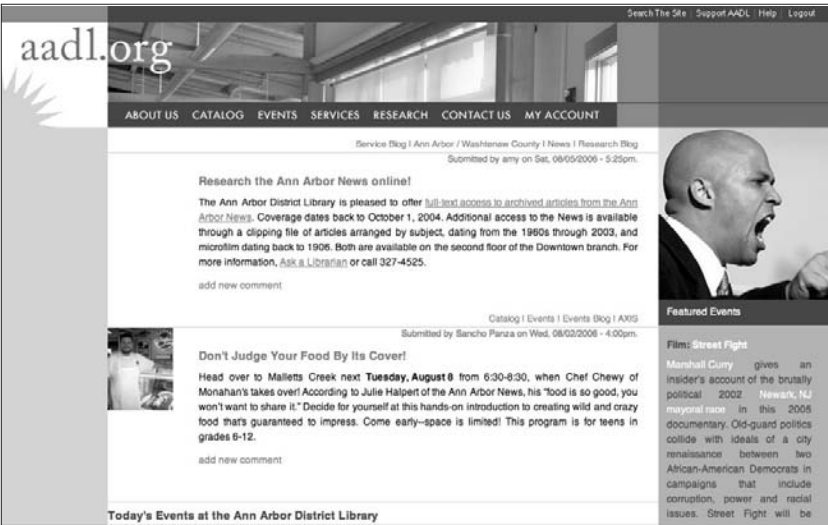 Search The Site | Support AADL | Help | Logout
aadl.org
ABOUT US CATALOG EVENTS SERVICES RESEARCH CONTACT US MY ACCOUNT
Service Blog | Ann Arbor / Washtenaw County | News | Research Blog
Submitted by amy on Sat, 08/05/2006 - 5:25pm.
Research the Ann Arbor News online!
The Ann Arbor District Library is pleased to offer full-text access to archived articles from the Ann
Arbor News. Coverage dates back to October 1, 2004. Additional access to the News is available
through a clipping file of articles arranged by subject, dating from the 1960s through 2003, and
microfilm dating back to 1906. Both are available on the second floor of the Downtown branch. For
more information, Ask a Librarian or call 327-4525.
add new comment
Catalog | Events | Events Blog | AXIS
Submitted by Sancho Panza on Wed, 08/02/2006 - 4:00pm.
Don't Judge Your Food By Its Cover!
Head over to Malletts Creek next Tuesday, August 8 from 6:30-8:30, when Chef Chewy of
Monahan's takes over! According to Julie Halpert of the Ann Arbor News, his "food is so good, you
won't want to share it." Decide for yourself at this hands-on introduction to creating wild and crazy
food that's guaranteed to impress. Come early--space is limited! This program is for teens in
grades 6-12.
add new comment
Today's Events at the Ann Arbor District Library
Featured Events
Film: Street Fight
Marshall Curry gives an
insider's account of the brutally
political 2002 Newark, NJ
mayoral race in this 2005
documentary. Old-guard politics
collide with ideals of a city
renaissance between two
African-American Democrats in
campaigns that include
corruption, power and racial
issues. Street Fight will be